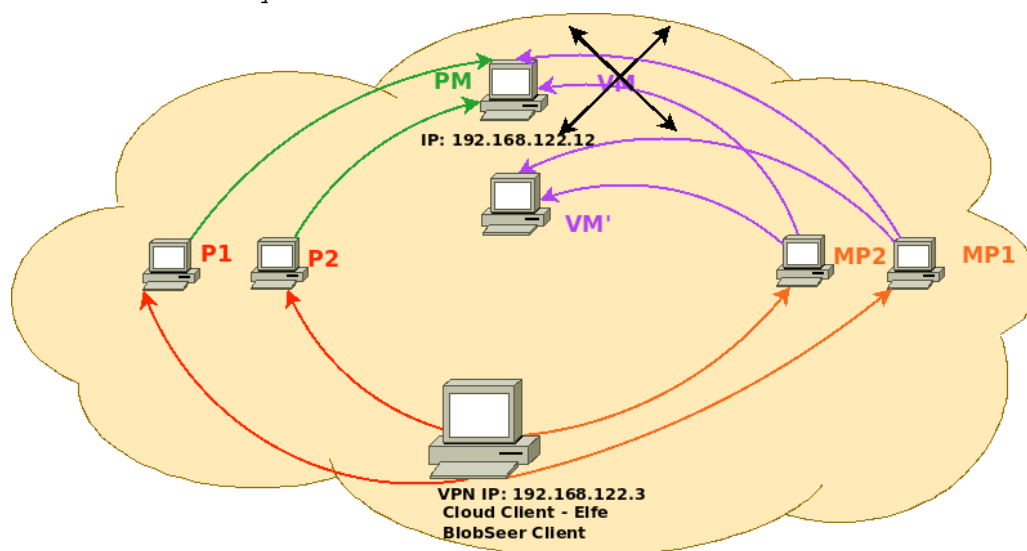 PM
VM
IP: 192.168.122.12
VM'
P1
P2
MP2
MP1
VPN IP: 192.168.122.3
Cloud Client - Elfe
BlobSeer Client